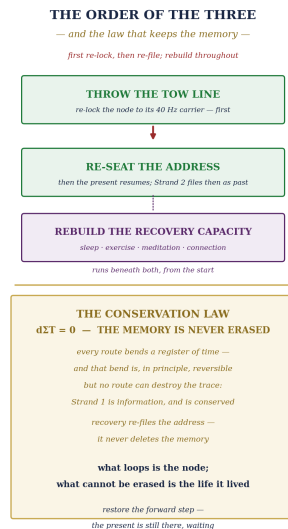 THE ORDER OF THE THREE
— and the law that keeps the memory —
first re-lock, then re-file; rebuild throughout
THROW THE TOW LINE
re-lock the node to its 40 Hz carrier — first
RE-SEAT THE ADDRESS
then the present resumes; Strand 2 files then as past
REBUILD THE RECOVERY CAPACITY
sleep · exercise · meditation · connection
runs beneath both, from the start
THE CONSERVATION LAW
dΣT = 0 — THE MEMORY IS NEVER ERASED
every route bends a register of time —
and that bend is, in principle, reversible
but no route can destroy the trace:
Strand 1 is information, and is conserved
recovery re-files the address —
it never deletes the memory
what loops is the node;
what cannot be erased is the life it lived
restore the forward step —
the present is still there, waiting